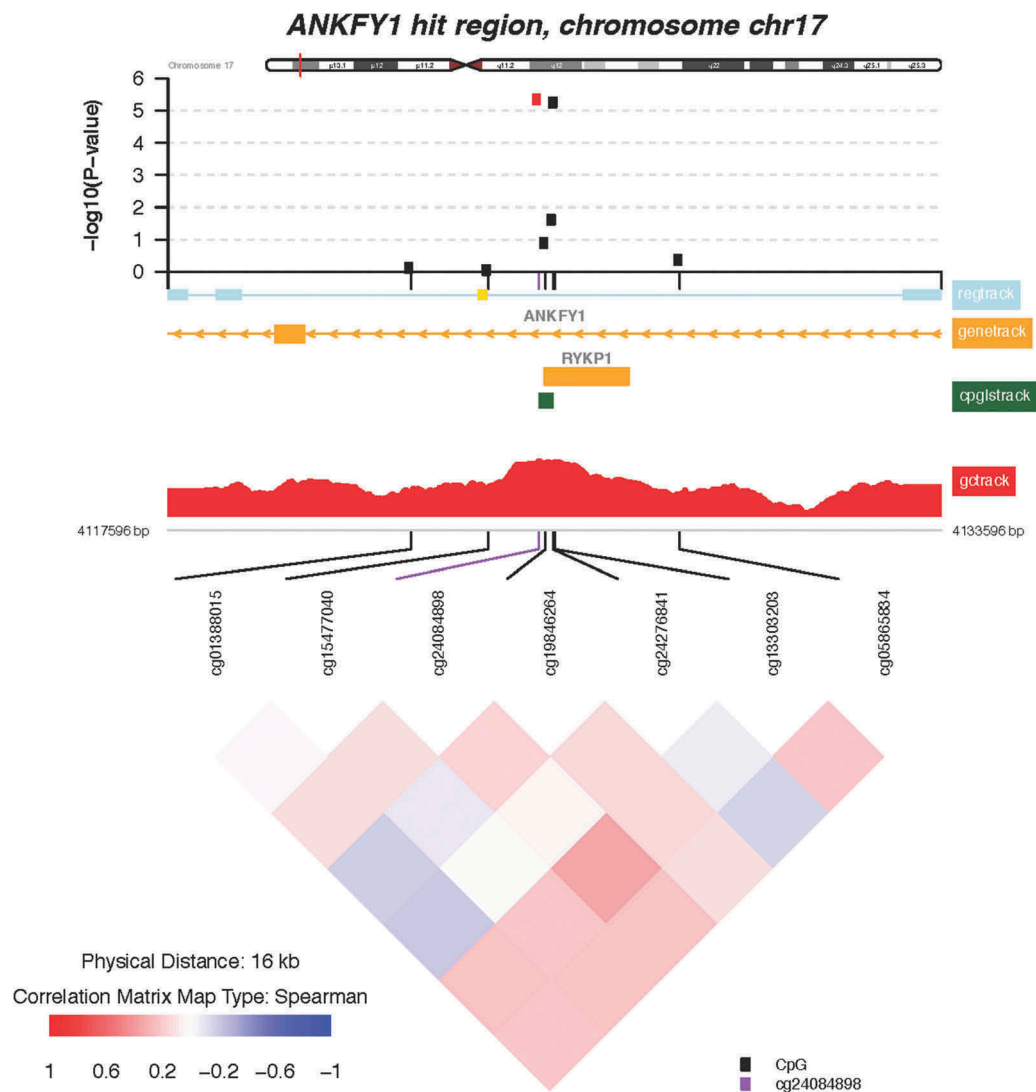 ANKFY1 hit region, chromosome chr17
Chromosome 17
p13.1 p12 p11.2 q11.2 q12 q22 q24.3 q25.1 q25.3
-log10(P-value)
6
5
4
3
2
1
0
regtrack
ANKFY1
genetrack
RYKP1
cpgIstrack
gctrack
4117596 bp 4133596 bp
cg01388015
cg15477040
cg24084898
cg19846264
cg24276841
cg13303203
cg05865834
Physical Distance: 16 kb
Correlation Matrix Map Type: Spearman
1 0.6 0.2 -0.2 -0.6 -1
CpG
cg24084898